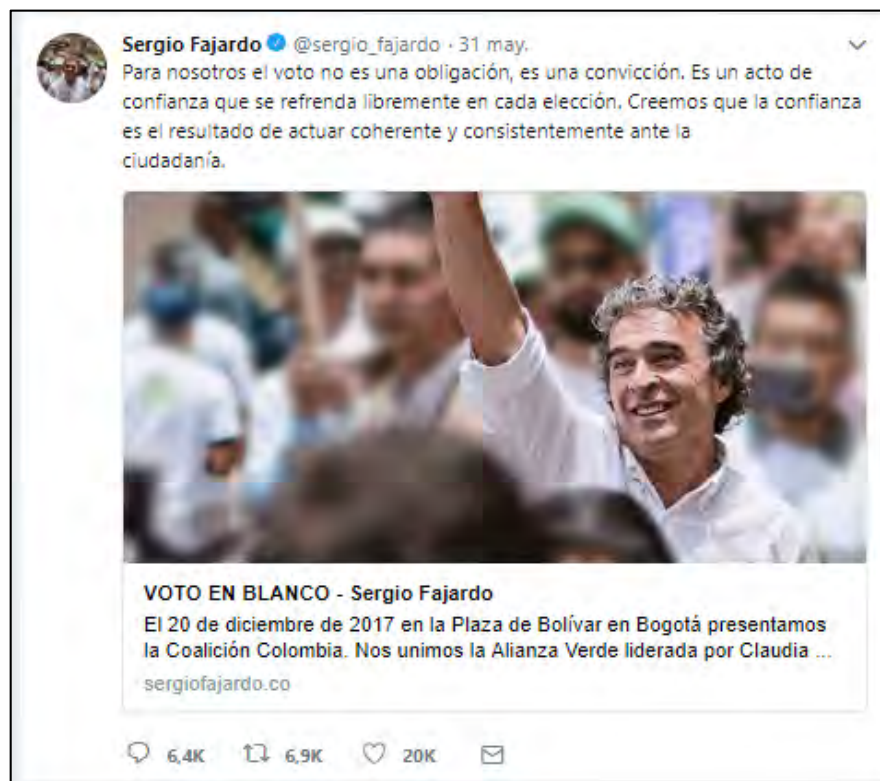 Sergio Fajardo @sergio_fajardo · 31 may.
Para nosotros el voto no es una obligación, es una convicción. Es un acto de
confianza que se refrenda libremente en cada elección. Creemos que la confianza
es el resultado de actuar coherente y consistentemente ante la
ciudadanía.
VOTO EN BLANCO - Sergio Fajardo
El 20 de diciembre de 2017 en la Plaza de Bolívar en Bogotá presentamos
la Coalición Colombia. Nos unimos la Alianza Verde liderada por Claudia ...
sergiofajardo.co
6,4K 6,9K 20K